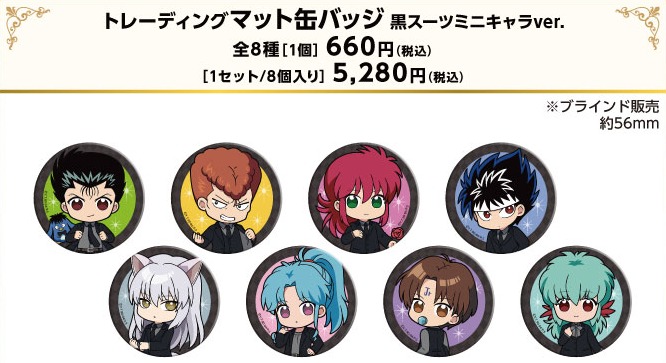 トレーディングマット缶バッジ 黒スーツミニキャラver.
全8種[1個] 660円(税込)
[1セット/8個入り] 5,280円(税込)
※ブラインド販売
約56mm